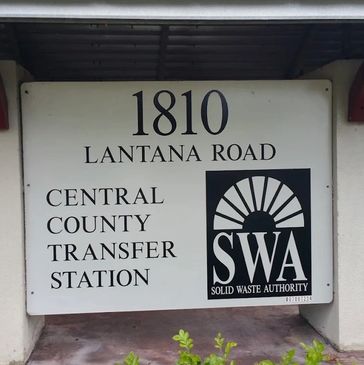 1810
LANTANA ROAD
CENTRAL
COUNTY
TRANSFER
STATION
SWA
SOLID WASTE AUTHORITY